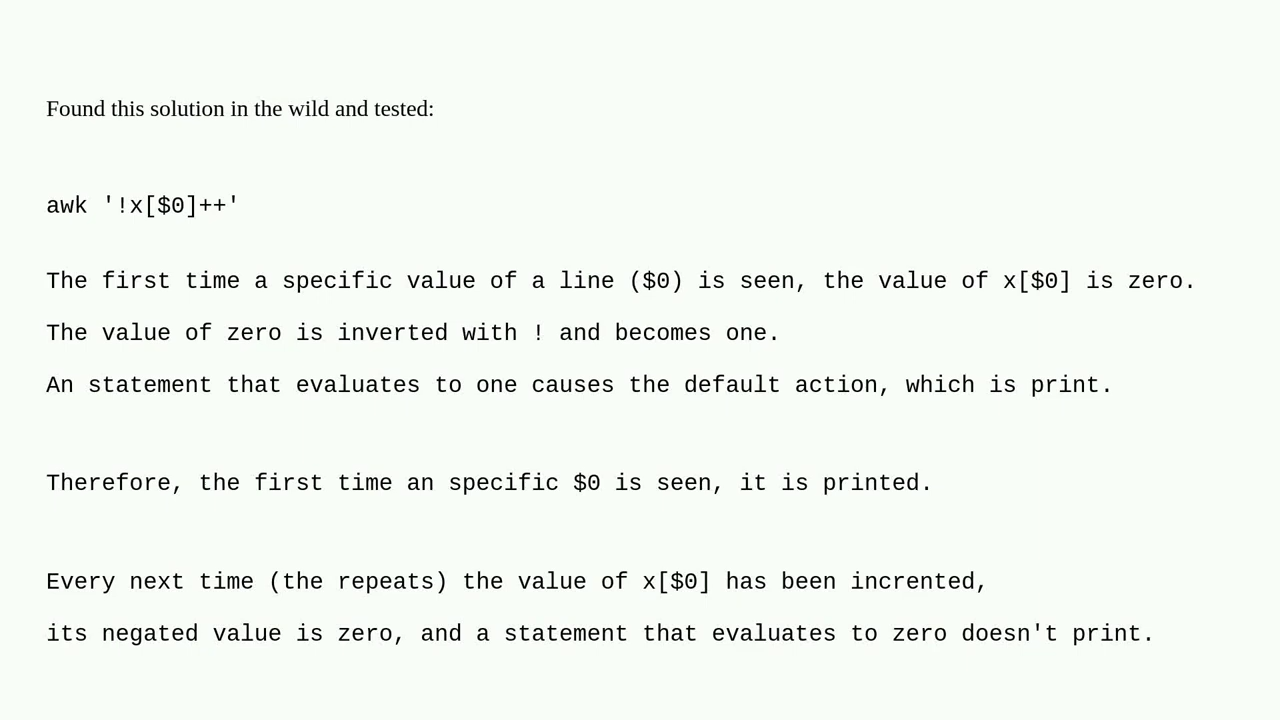 Found this solution in the wild and tested:
awk '!x[$0]++'
The first time a specific value of a line ($0) is seen, the value of x[$0] is zero.
The value of zero is inverted with ! and becomes one.
An statement that evaluates to one causes the default action, which is print.
Therefore, the first time an specific $0 is seen, it is printed.
Every next time (the repeats) the value of x[$0] has been incrented,
its negated value is zero, and a statement that evaluates to zero doesn't print.